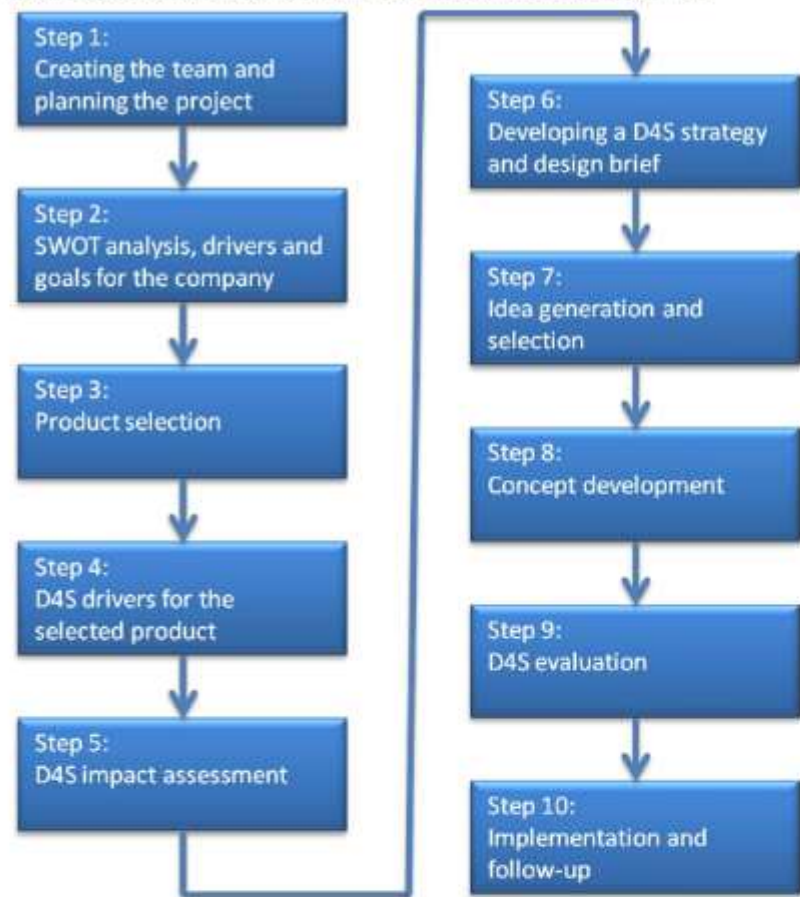 Step 1:
Creating the team and
planning the project
Step 2:
SWOT analysis, drivers and
goals for the company
Step 3:
Product selection
Step 4:
D4S drivers for the
selected product
Step 5:
D4S impact assessment
Step 6:
Developing a D4S strategy
and design brief
Step 7:
Idea generation and
selection
Step 8:
Concept development
Step 9:
D4S evaluation
Step 10:
Implementation and
follow-up